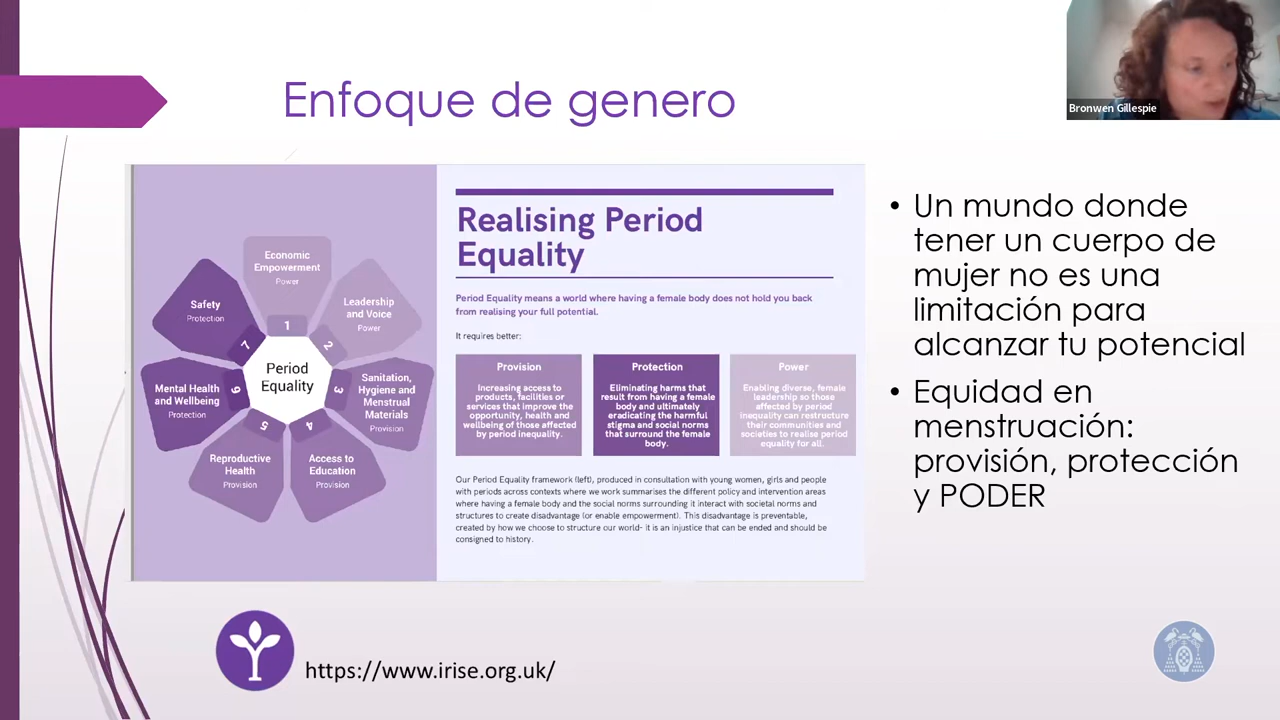 Enfoque de genero
Bronwen Gillespie
Economic
Empowerment
Power
1
Leadership
and Voice
Power
2
Sanitation,
Hygiene and
Menstrual
Materials
Provision
3
Access to
Education
Provision
4
Reproductive
Health
Provision
5
Mental Health
and Wellbeing
Protection
6
Safety
Protection
7
Period
Equality
Realising Period
Equality
Period Equality means a world where having a female body does not hold you back
from realising your full potential.
It requires better:
Provision
Increasing access to
products, facilities or
services that improve the
opportunity, health and
wellbeing of those affected
by period inequality.
Protection
Eliminating harms that
result from having a female
body and ultimately
eradicating the harmful
stigma and social norms
that surround the female
body.
Power
Enabling diverse, female
leadership so those
affected by period
inequality can restructure
their communities and
societies to realise period
equality for all.
Our Period Equality framework (left), produced in consultation with young women, girls and people
with periods across contexts where we work summarises the different policy and intervention areas
where having a female body and the social norms surrounding it interact with societal norms and
structures to create disadvantage (or enable empowerment). This disadvantage is preventable,
created by how we choose to structure our world- it is an injustice that can be ended and should be
consigned to history.
• Un mundo donde
tener un cuerpo de
mujer no es una
limitación para
alcanzar tu potencial
• Equidad en
menstruación:
provisión, protección
y PODER
https://www.irise.org.uk/